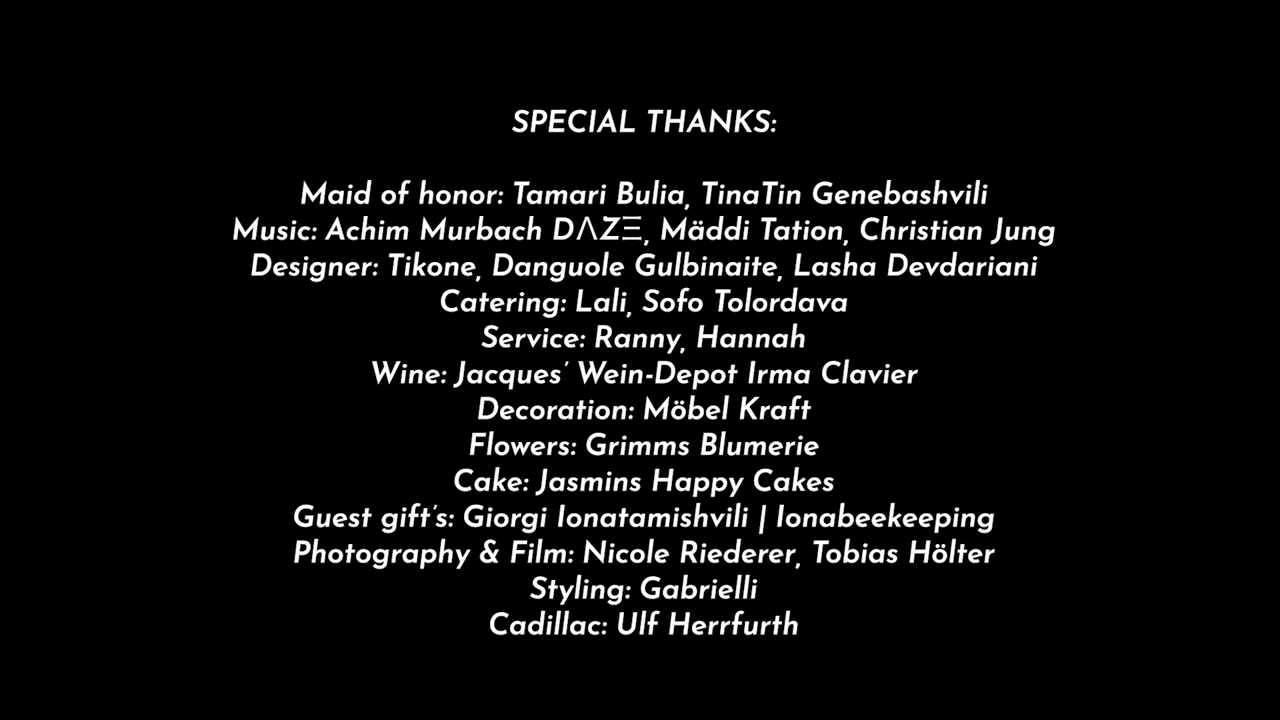 SPECIAL THANKS:
Maid of honor: Tamari Bulia, TinaTin Genebashvili
Music: Achim Murbach DΛZΞ, Mäddi Tation, Christian Jung
Designer: Tikone, Danguole Gulbinaite, Lasha Devdariani
Catering: Lali, Sofo Tolordava
Service: Ranny, Hannah
Wine: Jacques’ Wein-Depot Irma Clavier
Decoration: Möbel Kraft
Flowers: Grimms Blumerie
Cake: Jasmins Happy Cakes
Guest gift’s: Giorgi Ionatamishvili | Ionabeekeeping
Photography & Film: Nicole Riederer, Tobias Hölter
Styling: Gabrielli
Cadillac: Ulf Herrfurth